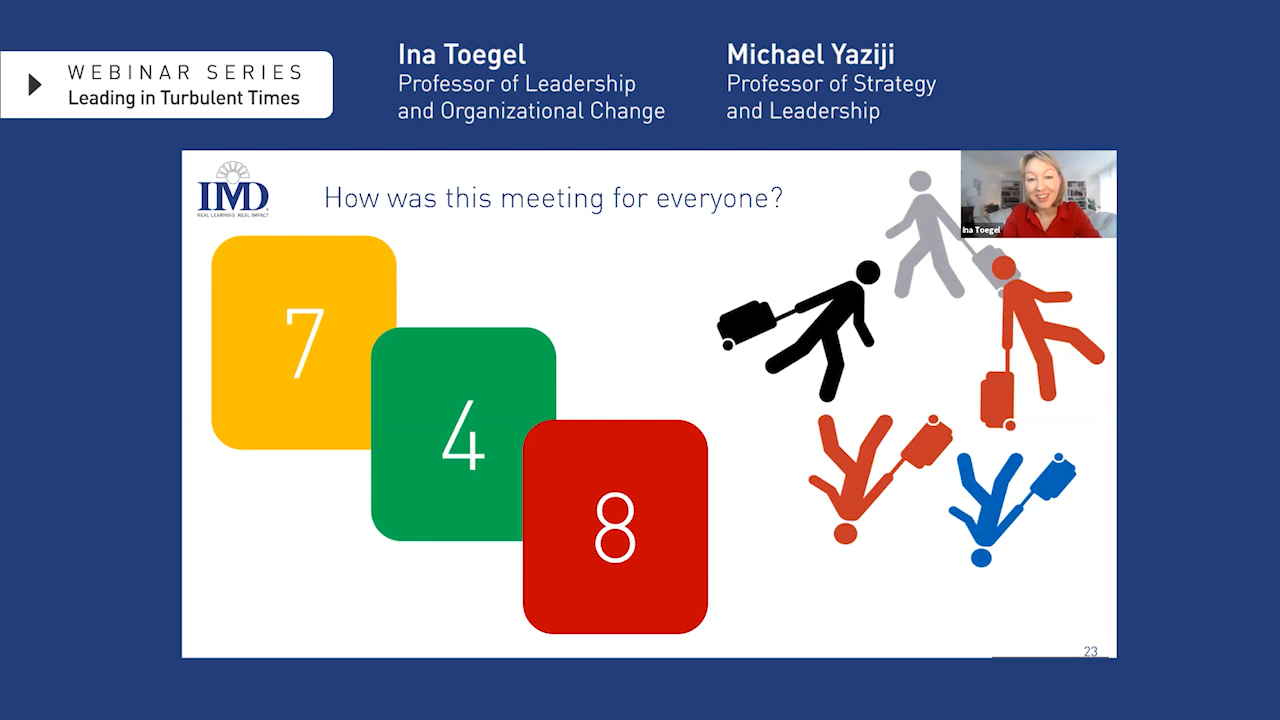 WEBINAR SERIES
Leading in Turbulent Times
Ina Toegel
Professor of Leadership
and Organizational Change
Michael Yaziji
Professor of Strategy
and Leadership
IMD
REAL LEARNING REAL IMPACT
How was this meeting for everyone?
Ina Toegel
7
4
8
23